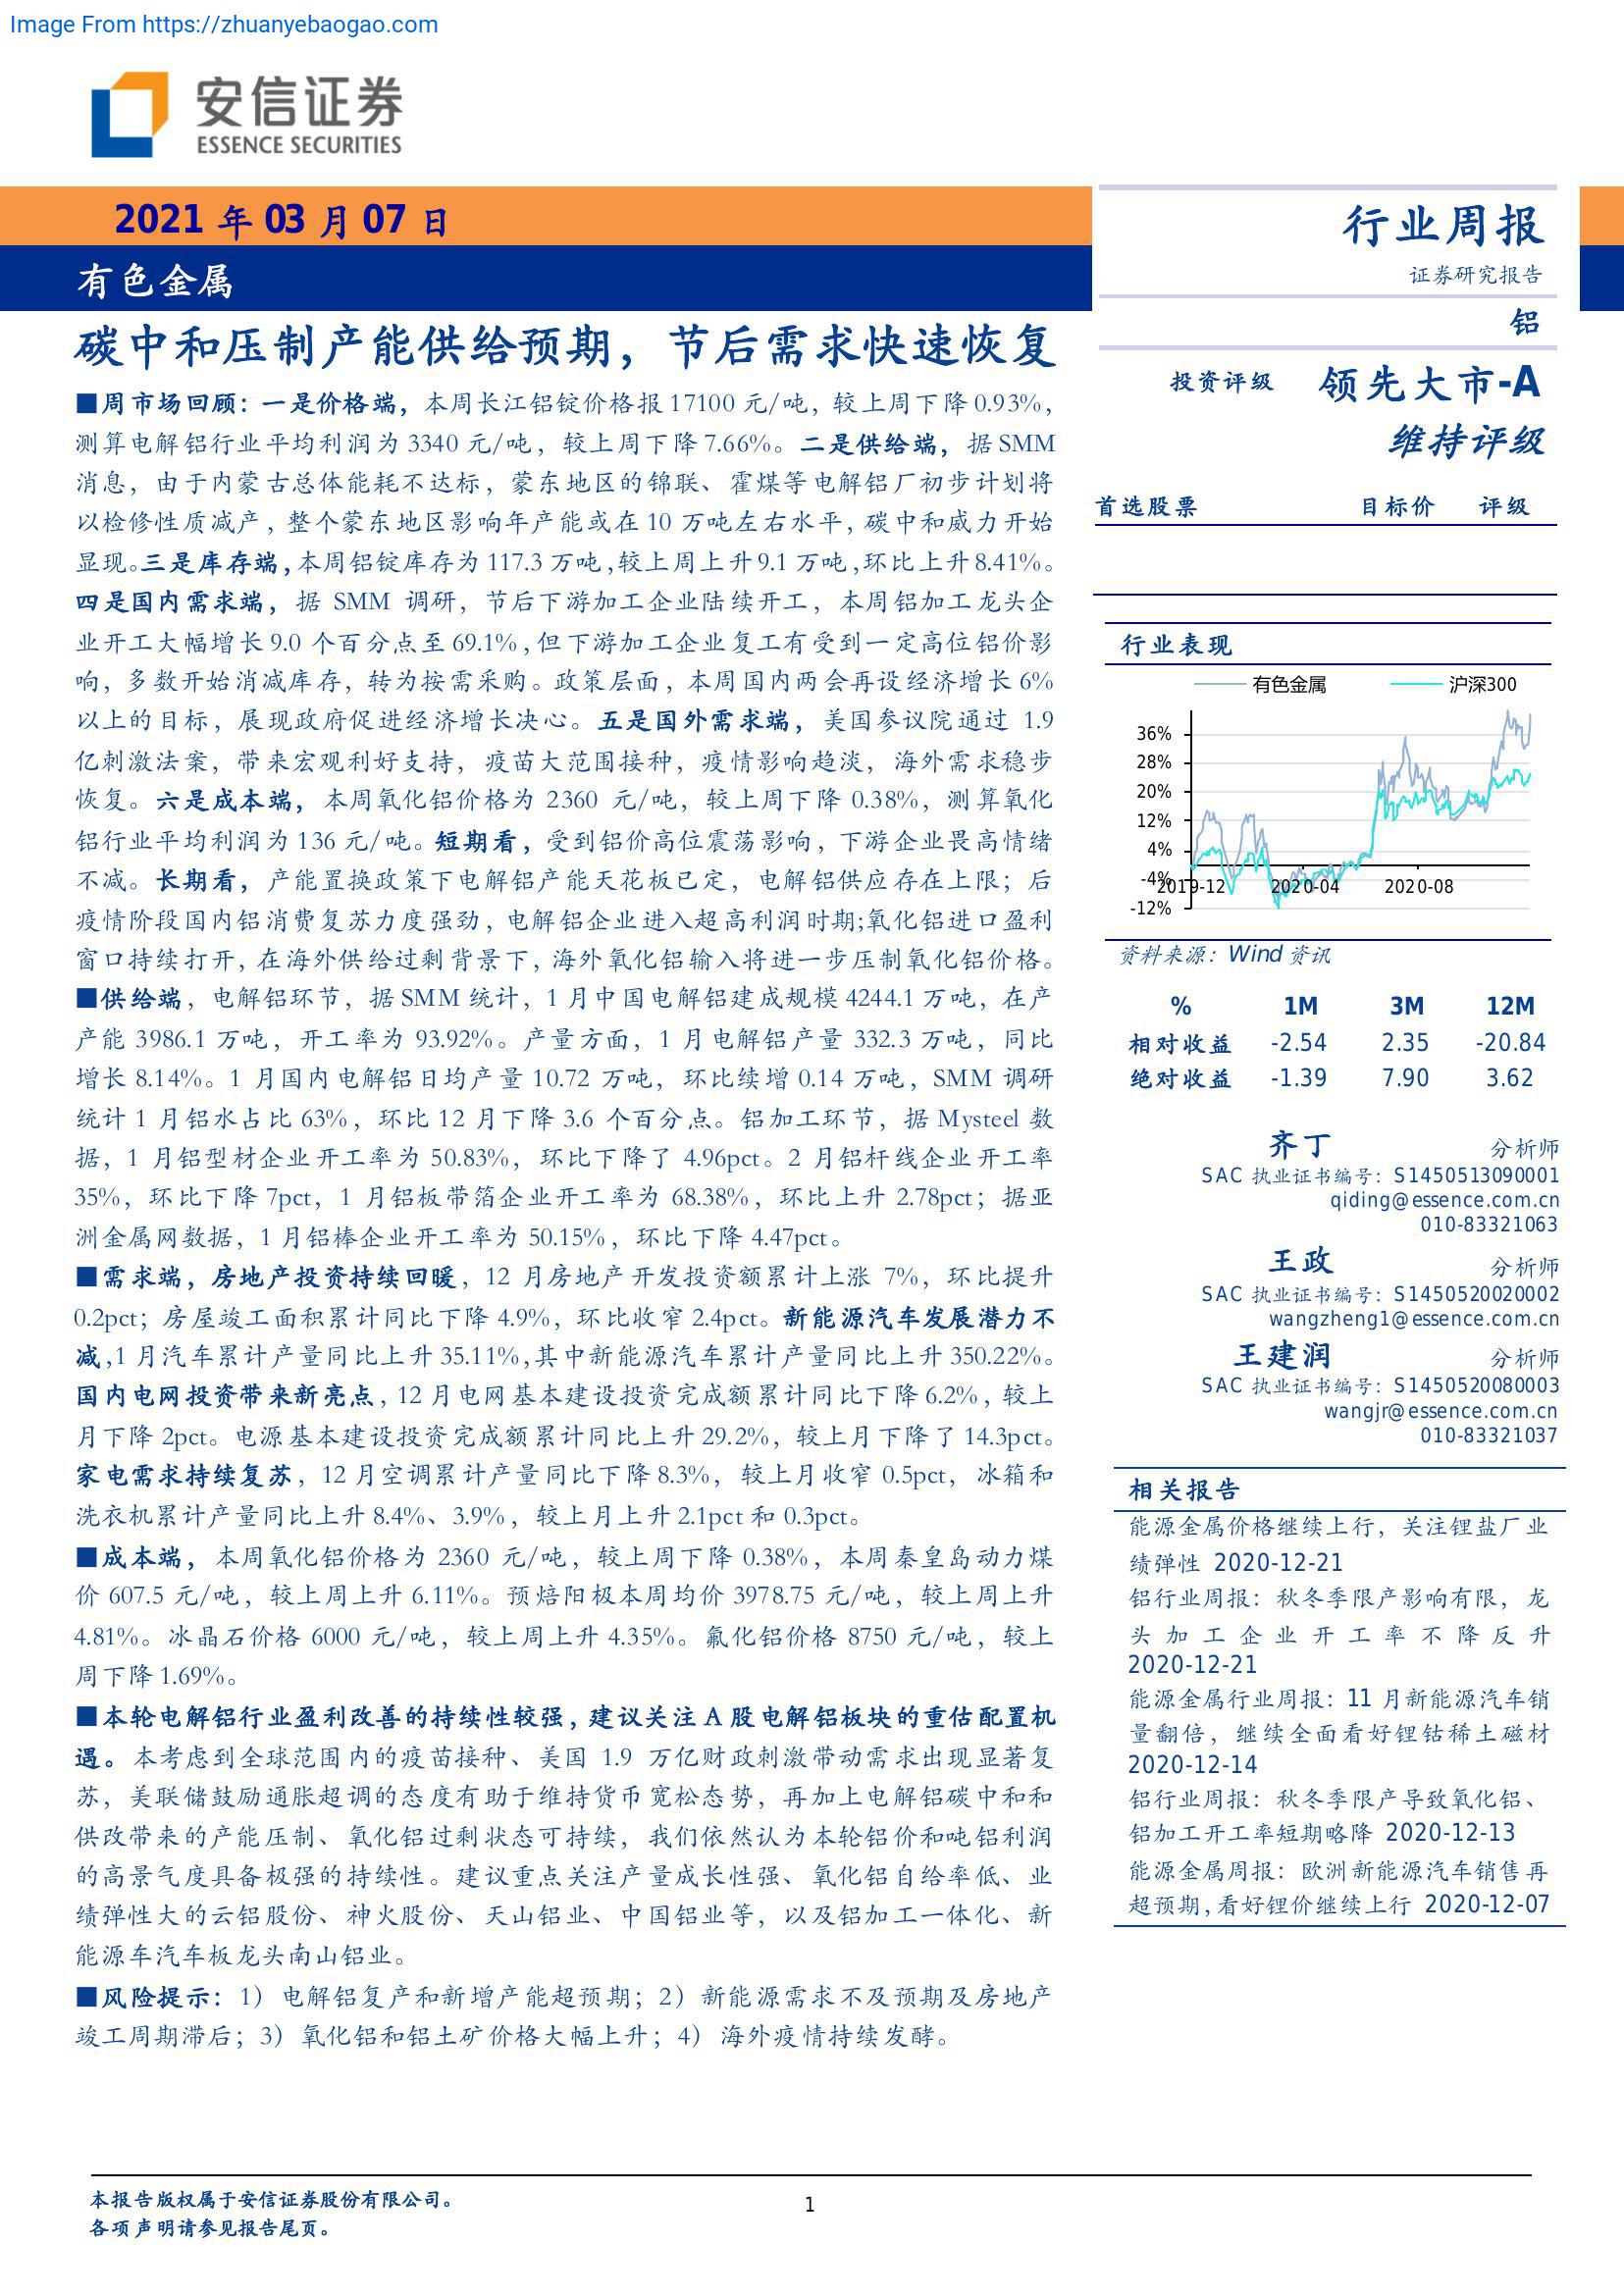 Image From https://zhuanyebaogao.com
安信证券
ESSENCE SECURITIES
2021 年 03 月 07 日
有色金属
碳中和压制产能供给预期，节后需求快速恢复
■周市场回顾：一是价格端，本周长江铝锭价格报 17100 元/吨，较上周下降 0.93%，
测算电解铝行业平均利润为 3340 元/吨，较上周下降 7.66%。二是供给端，据 SMM
消息，由于内蒙古总体能耗不达标，蒙东地区的锦联、霍煤等电解铝厂初步计划将
以检修性质减产，整个蒙东地区影响年产能或在 10 万吨左右水平，碳中和威力开始
显现。三是库存端，本周铝锭库存为 117.3 万吨，较上周上升 9.1 万吨，环比上升 8.41%。
四是国内需求端，据 SMM 调研，节后下游加工企业陆续开工，本周铝加工龙头企
业开工大幅增长 9.0 个百分点至 69.1%，但下游加工企业复工有受到一定高位铝价影
响，多数开始消减库存，转为按需采购。政策层面，本周国内两会再设经济增长 6%
以上的目标，展现政府促进经济增长决心。五是国外需求端，美国参议院通过 1.9
亿刺激法案，带来宏观利好支持，疫苗大范围接种，疫情影响趋淡，海外需求稳步
恢复。六是成本端，本周氧化铝价格为 2360 元/吨，较上周下降 0.38%，测算氧化
铝行业平均利润为 136 元/吨。短期看，受到铝价高位震荡影响，下游企业畏高情绪
不减。长期看，产能置换政策下电解铝产能天花板已定，电解铝供应存在上限；后
疫情阶段国内铝消费复苏力度强劲，电解铝企业进入超高利润时期;氧化铝进口盈利
窗口持续打开，在海外供给过剩背景下，海外氧化铝输入将进一步压制氧化铝价格。
■供给端，电解铝环节，据 SMM 统计，1 月中国电解铝建成规模 4244.1 万吨，在产
产能 3986.1 万吨，开工率为 93.92%。产量方面，1 月电解铝产量 332.3 万吨，同比
增长 8.14%。1 月国内电解铝日均产量 10.72 万吨，环比续增 0.14 万吨，SMM 调研
统计 1 月铝水占比 63%，环比 12 月下降 3.6 个百分点。铝加工环节，据 Mysteel 数
据，1 月铝型材企业开工率为 50.83%，环比下降了 4.96pct。2 月铝杆线企业开工率
35%，环比下降 7pct，1 月铝板带箔企业开工率为 68.38%，环比上升 2.78pct；据亚
洲金属网数据，1 月铝棒企业开工率为 50.15%，环比下降 4.47pct。
■需求端，房地产投资持续回暖，12 月房地产开发投资额累计上涨 7%，环比提升
0.2pct；房屋竣工面积累计同比下降 4.9%，环比收窄 2.4pct。新能源汽车发展潜力不
减，1 月汽车累计产量同比上升 35.11%，其中新能源汽车累计产量同比上升 350.22%。
国内电网投资带来新亮点，12 月电网基本建设投资完成额累计同比下降 6.2%，较上
月下降 2pct。电源基本建设投资完成额累计同比上升 29.2%，较上月下降了 14.3pct。
家电需求持续复苏，12 月空调累计产量同比下降 8.3%，较上月收窄 0.5pct，冰箱和
洗衣机累计产量同比上升 8.4%、3.9%，较上月上升 2.1pct 和 0.3pct。
■成本端，本周氧化铝价格为 2360 元/吨，较上周下降 0.38%，本周秦皇岛动力煤
价 607.5 元/吨，较上周上升 6.11%。预焙阳极本周均价 3978.75 元/吨，较上周上升
4.81%。冰晶石价格 6000 元/吨，较上周上升 4.35%。氟化铝价格 8750 元/吨，较上
周下降 1.69%。
■本轮电解铝行业盈利改善的持续性较强，建议关注 A 股电解铝板块的重估配置机
遇。本考虑到全球范围内的疫苗接种、美国 1.9 万亿财政刺激带动需求出现显著复
苏，美联储鼓励通胀超调的态度有助于维持货币宽松态势，再加上电解铝碳中和和
供改带来的产能压制、氧化铝过剩状态可持续，我们依然认为本轮铝价和吨铝利润
的高景气度具备极强的持续性。建议重点关注产量成长性强、氧化铝自给率低、业
绩弹性大的云铝股份、神火股份、天山铝业、中国铝业等，以及铝加工一体化、新
能源车汽车板龙头南山铝业。
■风险提示：1）电解铝复产和新增产能超预期；2）新能源需求不及预期及房地产
竣工周期滞后；3）氧化铝和铝土矿价格大幅上升；4）海外疫情持续发酵。
行业周报
证券研究报告
铝
投资评级 领先大市-A
维持评级
首选股票 目标价 评级
行业表现
有色金属 沪深300
36%
28%
20%
12%
4%
-4%
-12%
2019-12 2020-04 2020-08
资料来源：Wind 资讯
% 1M 3M 12M
相对收益 -2.54 2.35 -20.84
绝对收益 -1.39 7.90 3.62
齐丁 分析师
SAC 执业证书编号：S1450513090001
qiding@essence.com.cn
010-83321063
王政 分析师
SAC 执业证书编号：S1450520020002
wangzheng1@essence.com.cn
王建润 分析师
SAC 执业证书编号：S1450520080003
wangjr@essence.com.cn
010-83321037
相关报告
能源金属价格继续上行，关注锂盐厂业
绩弹性 2020-12-21
铝行业周报：秋冬季限产影响有限，龙
头加工企业开工率不降反升
2020-12-21
能源金属行业周报：11 月新能源汽车销
量翻倍，继续全面看好锂钴稀土磁材
2020-12-14
铝行业周报：秋冬季限产导致氧化铝、
铝加工开工率短期略降 2020-12-13
能源金属周报：欧洲新能源汽车销售再
超预期，看好锂价继续上行 2020-12-07
本报告版权属于安信证券股份有限公司。
各项声明请参见报告尾页。
1